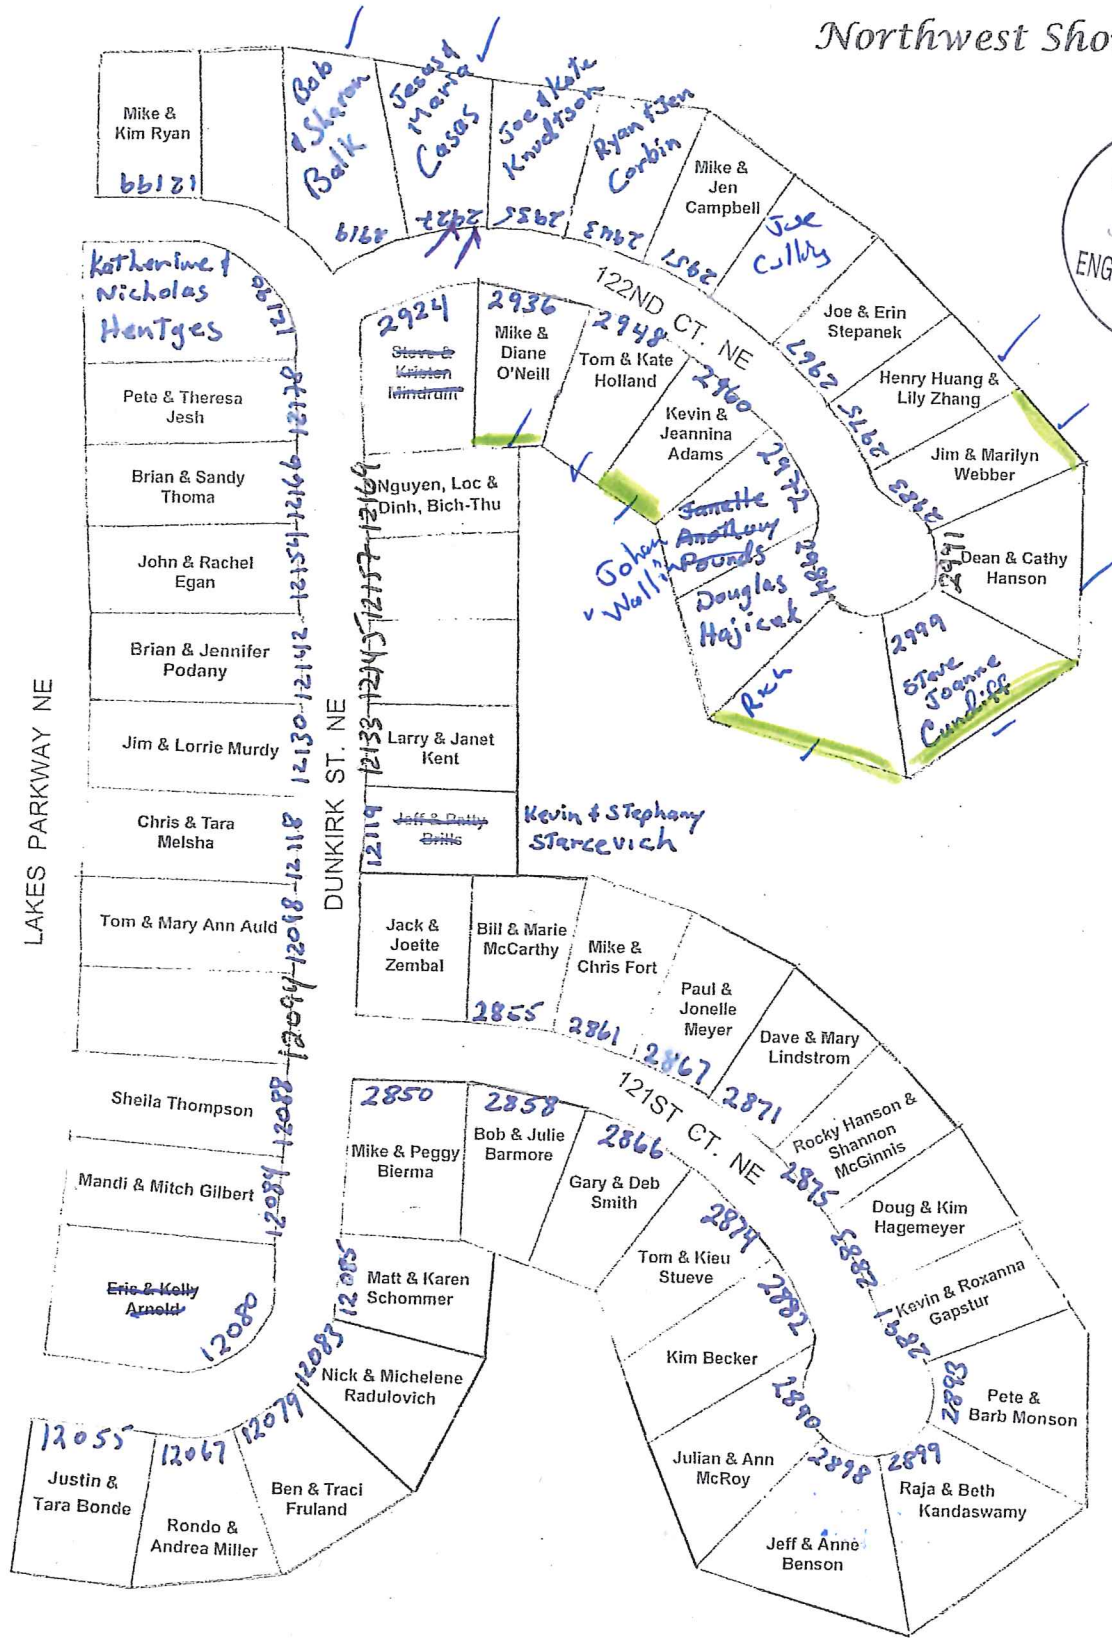 Northwest Sho
ENG
Mike &
Kim Ryan
12199
Bob
& Sharon
Balk
2919
Jesas &
Maria
Casas
2927
Joe & Kate
Knudtson
2935
Ryan & Jen
Corbin
2943
Mike &
Jen
Campbell
2951
Joe
Joe & Erin
Stepanek
2967
Henry Huang &
Lily Zhang
2975
Jim & Marilyn
Webber
2983
Dean & Cathy
Hanson
2991
2999
Steve
Joanne
Cundiff
122ND CT. NE
2924
Steve &
Kristen
Mindrum
2936
Mike &
Diane
O'Neill
2948
Tom & Kate
Holland
2960
Kevin &
Jeannina
Adams
2972
Janelle
Anothony
Pounds
Johan
Wallin
2984
Douglas
Hajicek
Rich
Katherine &
Nicholas
Hentges
12190
Pete & Theresa
Jesh
12178
Brian & Sandy
Thoma
12166
John & Rachel
Egan
12154
Brian & Jennifer
Podany
12142
Jim & Lorrie Murdy
12130
Chris & Tara
Melsha
12118
Tom & Mary Ann Auld
12098
12094
Sheila Thompson
12088
Mandi & Mitch Gilbert
12084
Eric & Kelly
Arnold
12080
LAKES PARKWAY NE
DUNKIRK ST. NE
Nguyen, Loc &
Dinh, Bich-Thu
12169
12157
12145
Larry & Janet
Kent
12133
Jeff & Patty
Brills
12119
Kevin & Stephany
Starcevich
Jack &
Joette
Zembal
Bill & Marie
McCarthy
2855
Mike &
Chris Fort
2861
Paul &
Jonelle
Meyer
2867
Dave & Mary
Lindstrom
2871
Rocky Hanson &
Shannon
McGinnis
2875
Doug & Kim
Hagemeyer
2883
Kevin & Roxanna
Gapstur
2891
Pete &
Barb Monson
2893
2899
Raja & Beth
Kandaswamy
121ST CT. NE
2850
Mike & Peggy
Bierma
2858
Bob & Julie
Barmore
2866
Gary & Deb
Smith
2874
Tom & Kieu
Stueve
2882
Kim Becker
2890
Julian & Ann
McRoy
2898
Jeff & Anne
Benson
12085
Matt & Karen
Schommer
12083
Nick & Michelene
Radulovich
12079
Ben & Traci
Fruland
12067
Rondo &
Andrea Miller
12055
Justin &
Tara Bonde